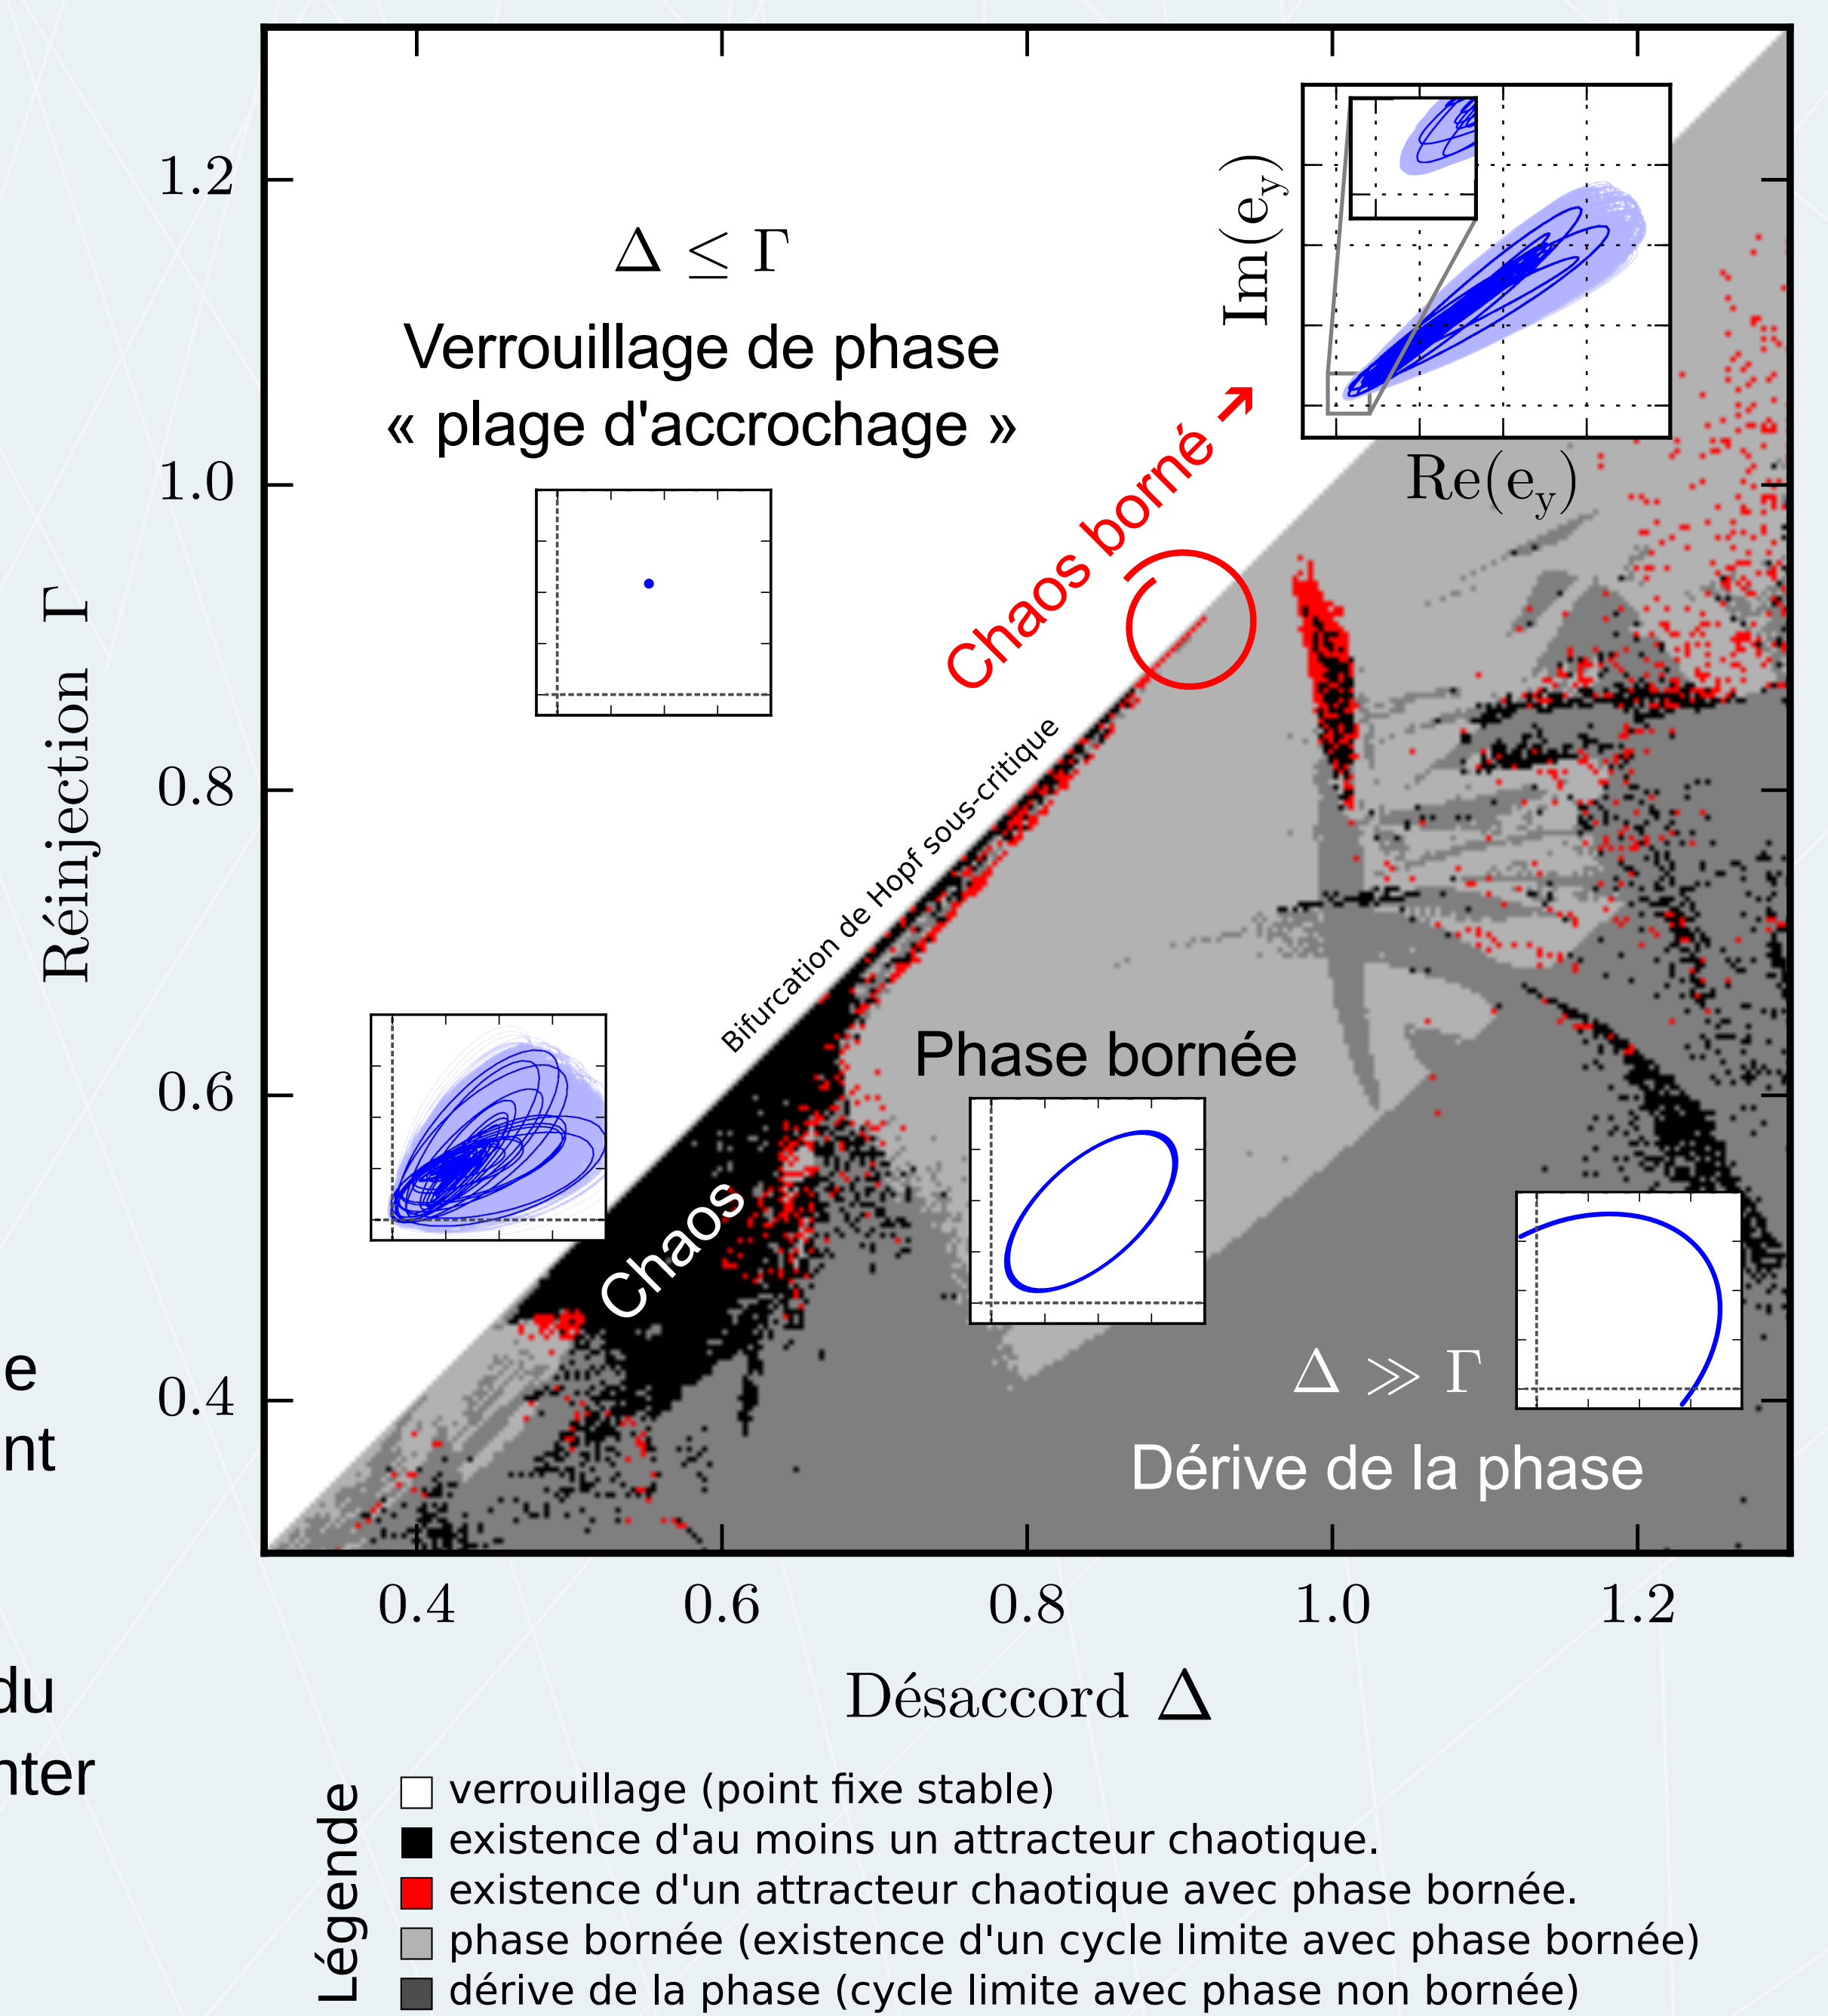 1.2
1.0
0.8
0.6
0.4
Réinjection Γ
Δ ≤ Γ
Verrouillage de phase
« plage d'accrochage »
Im(e_y)
Re(e_y)
Chaos borné ➔
Bifurcation de Hopf sous-critique
Phase bornée
Chaos
Δ ≫ Γ
Dérive de la phase
0.4 0.6 0.8 1.0 1.2
Désaccord Δ
e
nt
du
nter
Légende
verrouillage (point fixe stable)
existence d'au moins un attracteur chaotique.
existence d'un attracteur chaotique avec phase bornée.
phase bornée (existence d'un cycle limite avec phase bornée)
dérive de la phase (cycle limite avec phase non bornée)